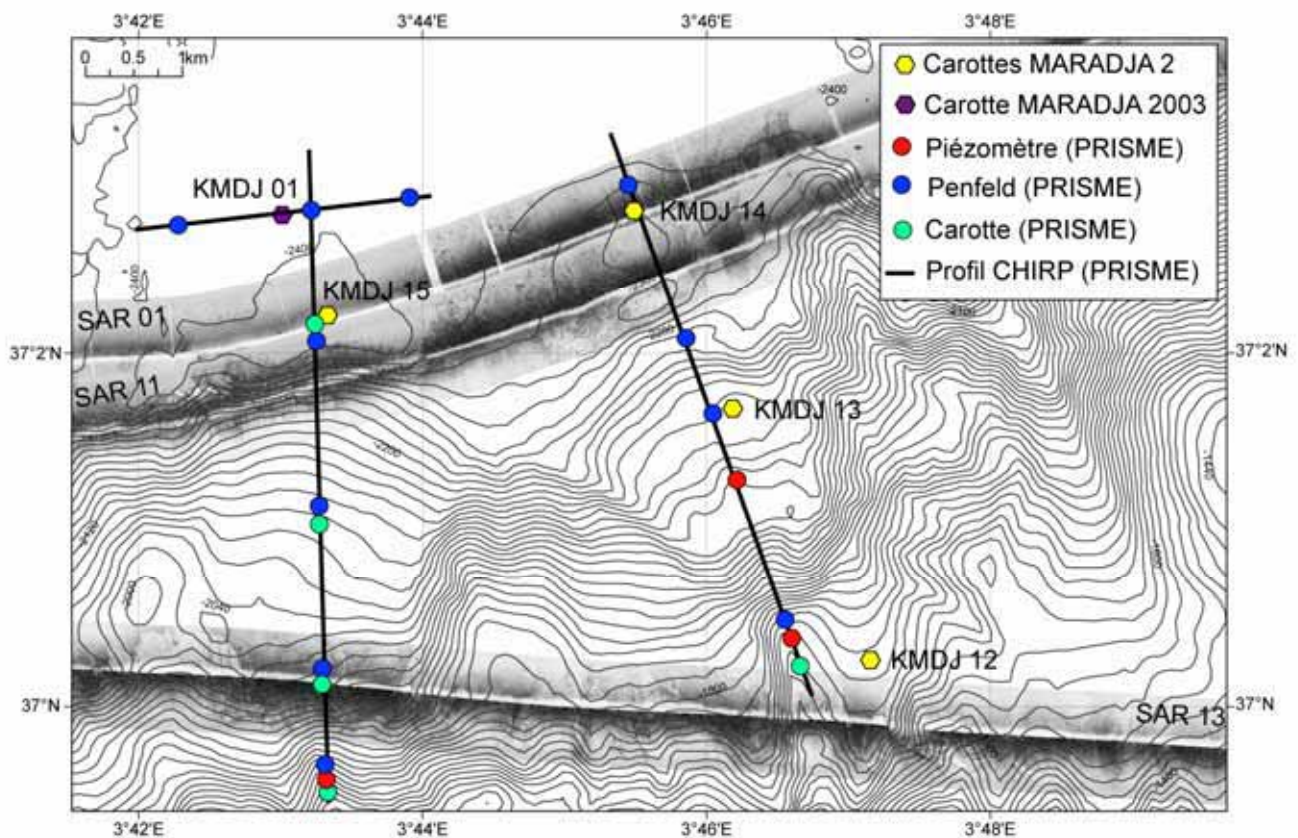 3°42'E 3°44'E 3°46'E 3°48'E
0 0.5 1km
Carottes MARADJA 2
Carotte MARADJA 2003
Piézomètre (PRISME)
Penfeld (PRISME)
Carotte (PRISME)
Profil CHIRP (PRISME)
-2400
KMDJ 01
KMDJ 14
-2400
KMDJ 15
SAR 01
-2100
37°2'N 37°2'N
SAR 11
KMDJ 13
-2200
-2040
KMDJ 12
37°N 37°N
SAR 13
3°42'E 3°44'E 3°46'E 3°48'E